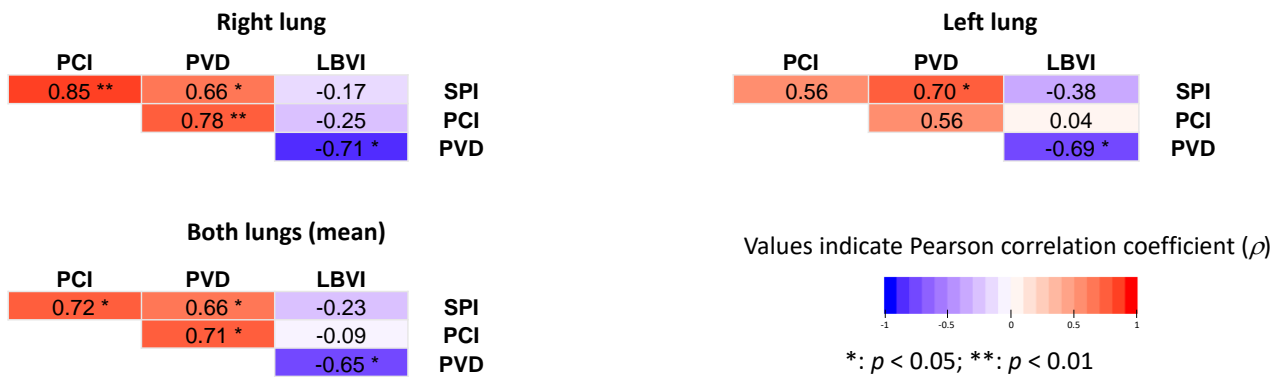 Right lung
PCI PVD LBVI
0.85 ** 0.66 * -0.17 SPI
0.78 ** -0.25 PCI
-0.71 * PVD
Left lung
PCI PVD LBVI
0.56 0.70 * -0.38 SPI
0.56 0.04 PCI
-0.69 * PVD
Both lungs (mean)
PCI PVD LBVI
0.72 * 0.66 * -0.23 SPI
0.71 * -0.09 PCI
-0.65 * PVD
Values indicate Pearson correlation coefficient (ρ)
-1 -0.5 0 0.5 1
*: p < 0.05; **: p < 0.01